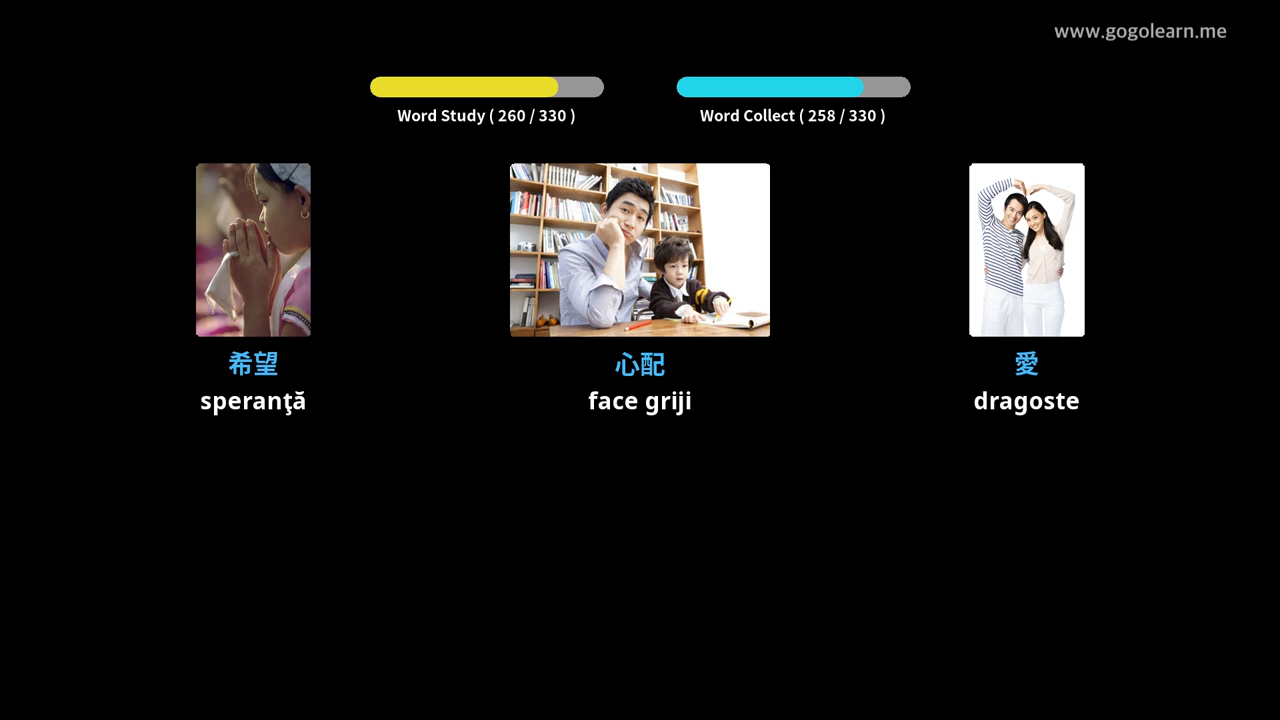 www.gogolearn.me
Word Study ( 260 / 330 )
Word Collect ( 258 / 330 )
希望
心配
愛
speranţă
face griji
dragoste